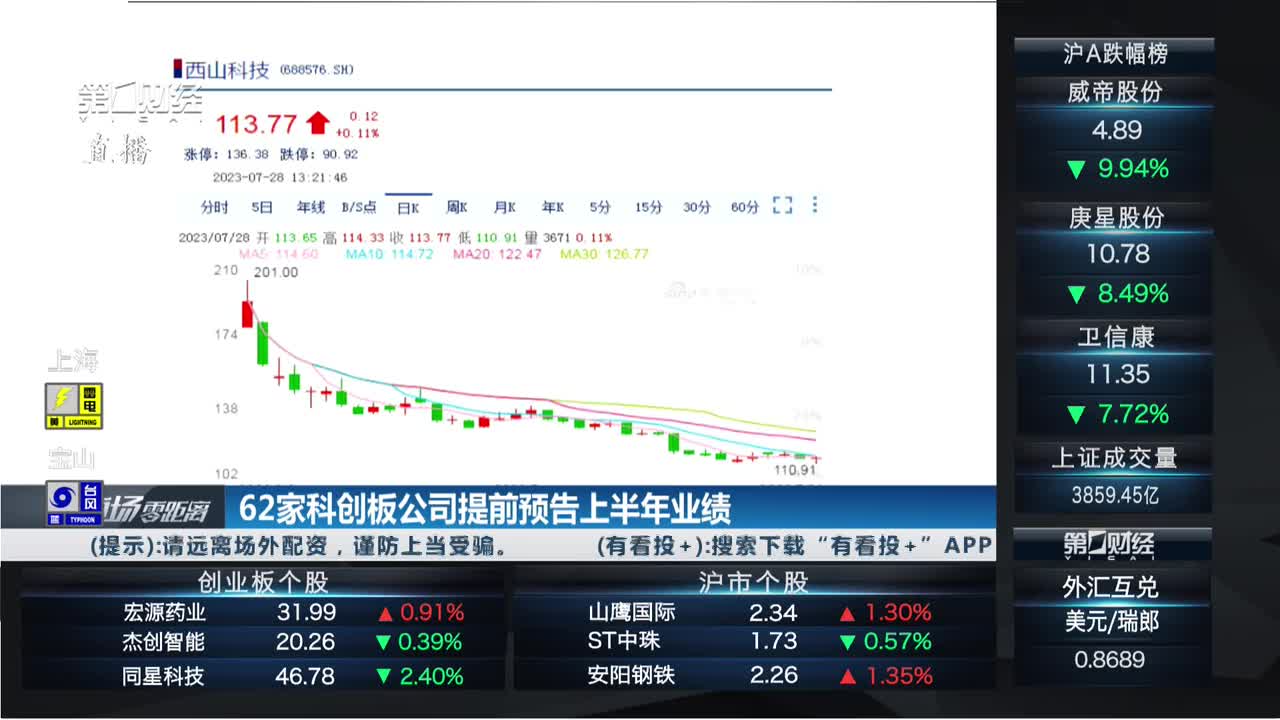 西山科技 (688576.SH)
第1财经
YICAI
直播
113.77 0.12
+0.11%
涨停: 136.38 跌停: 90.92
2023-07-28 13:21:46
分时 5日 年线 B/S点 日K 周K 月K 年K 5分 15分 30分 60分
2023/07/28 开 113.65 高 114.33 收 113.77 低 110.91 量 3671 0.11%
MA5: 114.60 MA10: 114.72 MA20: 122.47 MA30: 126.77
210 201.00 10%
174
138
102
110.91
上海
雷电
黄 LIGHTNING
宝山
台风
蓝 TYPHOON
市场零距离
62家科创板公司提前预告上半年业绩
(提示):请远离场外配资，谨防上当受骗。 (有看投+):搜索下载“有看投+”APP
创业板个股
宏源药业 31.99 ▲ 0.91%
杰创智能 20.26 ▼ 0.39%
同星科技 46.78 ▼ 2.40%
沪市个股
山鹰国际 2.34 ▲ 1.30%
ST中珠 1.73 ▼ 0.57%
安阳钢铁 2.26 ▲ 1.35%
沪A跌幅榜
威帝股份
4.89
▼ 9.94%
庚星股份
10.78
▼ 8.49%
卫信康
11.35
▼ 7.72%
上证成交量
3859.45亿
第1财经
YICAI
外汇互兑
美元/瑞郎
0.8689